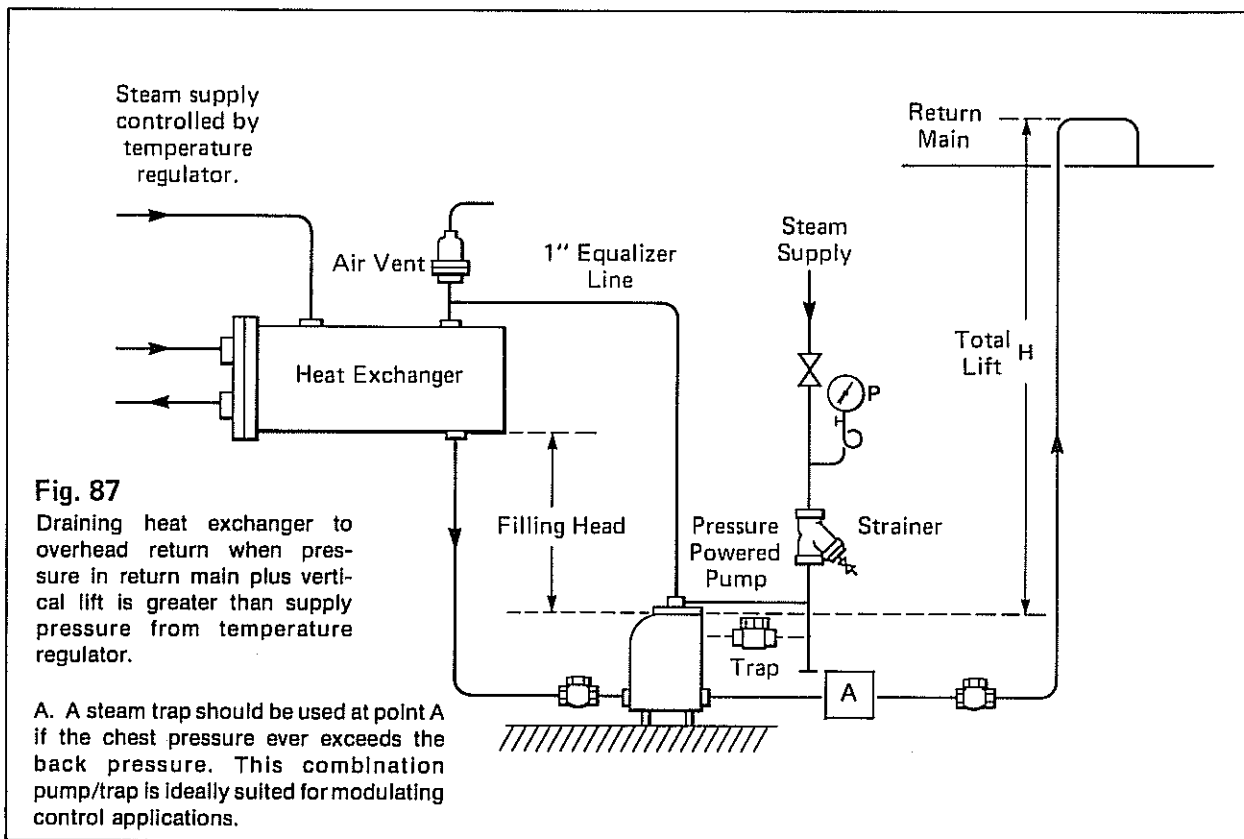 Steam supply
controlled by
temperature
regulator.
Air Vent
1" Equalizer
Line
Heat Exchanger
Steam
Supply
P
Return
Main
Total
Lift H
Filling Head
Pressure
Powered
Pump
Strainer
Trap
A
Fig. 87
Draining heat exchanger to
overhead return when pres-
sure in return main plus verti-
cal lift is greater than supply
pressure from temperature
regulator.
A. A steam trap should be used at point A
if the chest pressure ever exceeds the
back pressure. This combination
pump/trap is ideally suited for modulating
control applications.